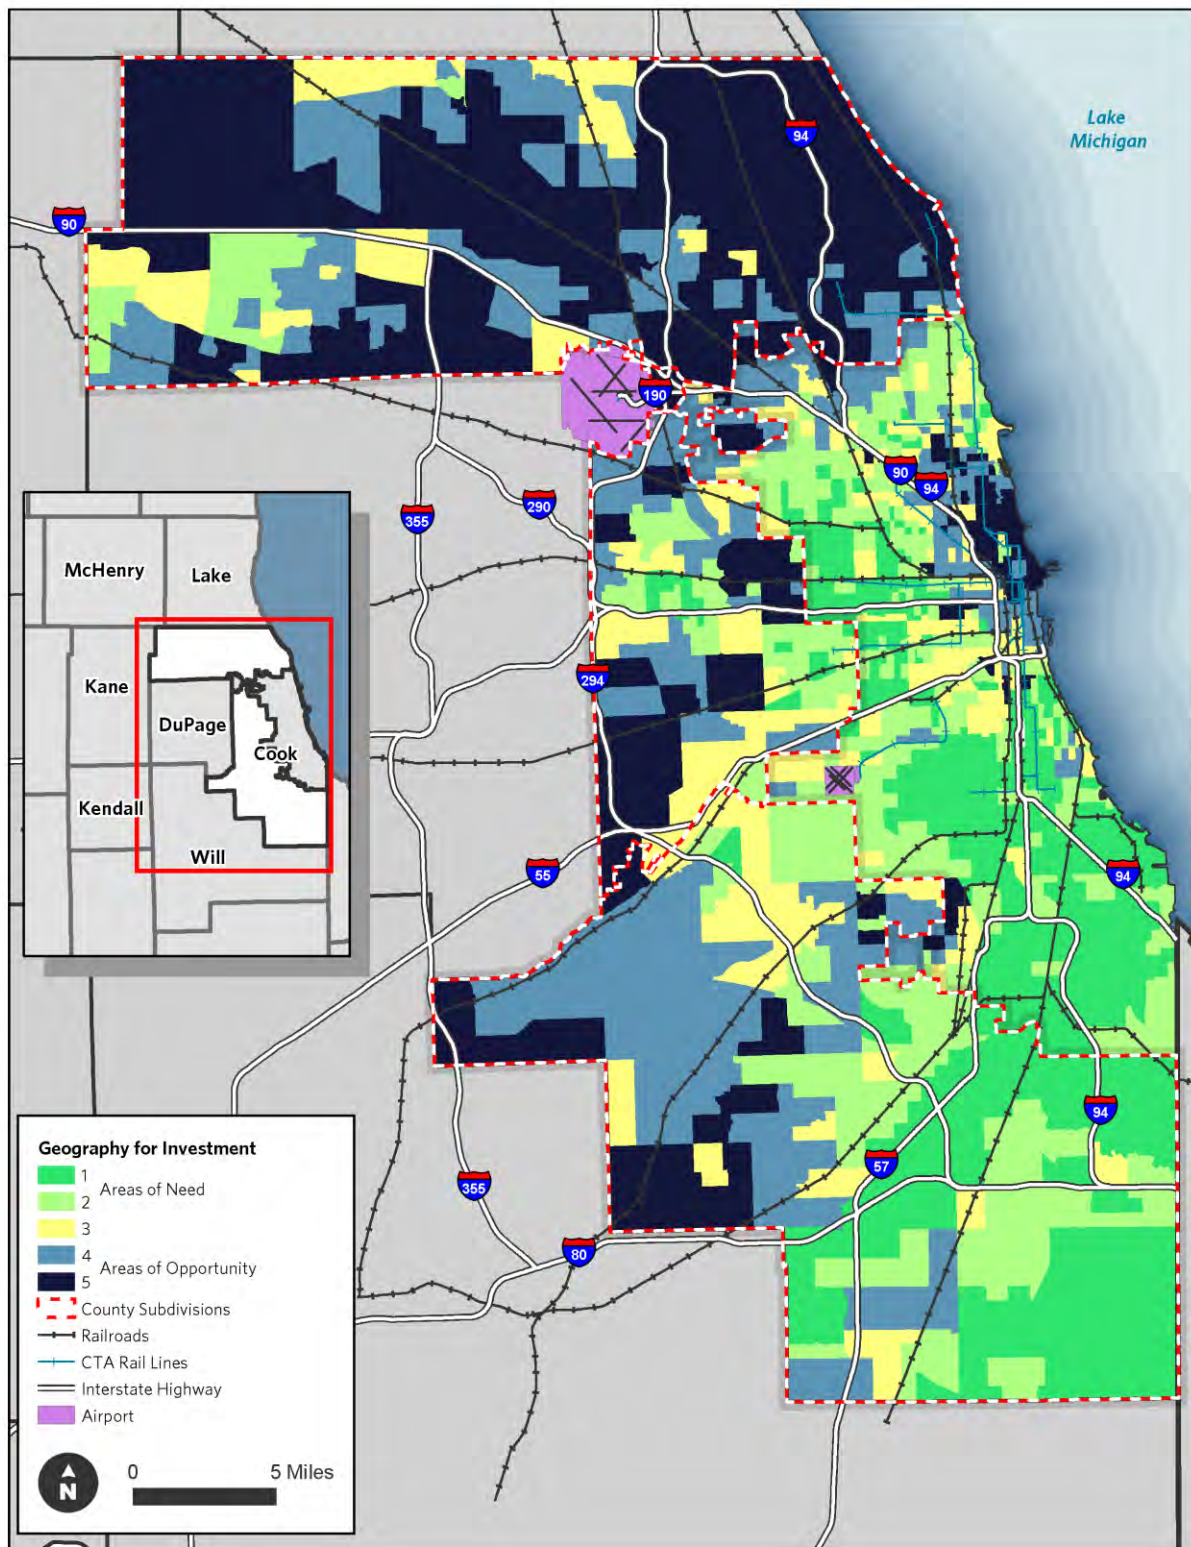 Lake
Michigan
94
90
190
90
94
290
355
294
McHenry
Lake
Kane
DuPage
Cook
Kendall
Will
55
94
94
57
355
80
Geography for Investment
1
Areas of Need
2
3
4
Areas of Opportunity
5
County Subdivisions
Railroads
CTA Rail Lines
Interstate Highway
Airport
N
0
5 Miles